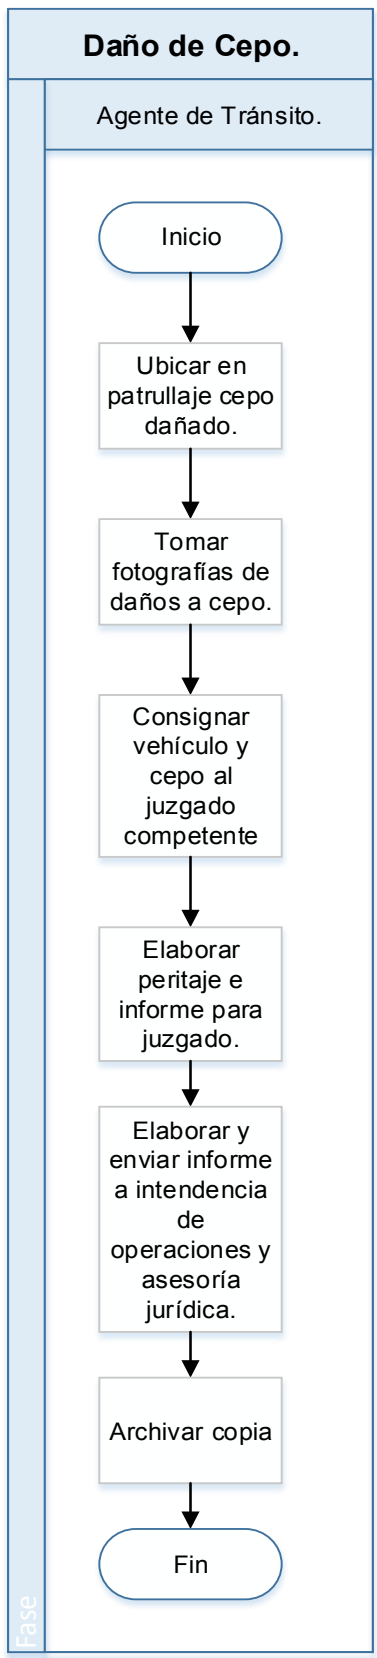 Daño de Cepo.
Agente de Tránsito.
Inicio
Ubicar en
patrullaje cepo
dañado.
Tomar
fotografías de
daños a cepo.
Consignar
vehículo y
cepo al
juzgado
competente
Elaborar
peritaje e
informe para
juzgado.
Elaborar y
enviar informe
a intendencia
de
operaciones y
asesoría
jurídica.
Archivar copia
Fin
Fase